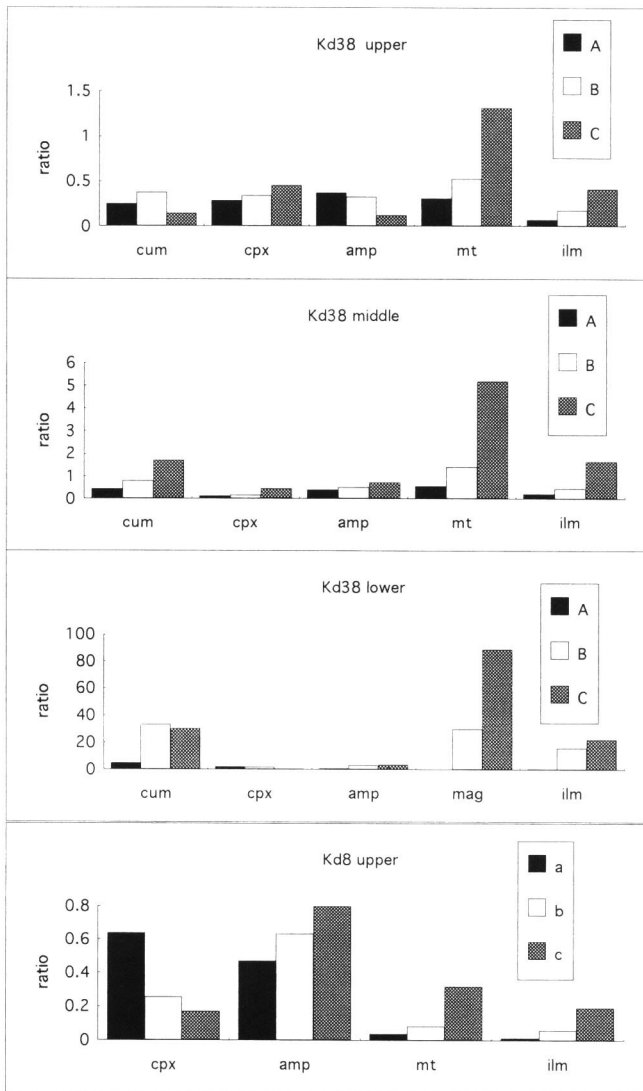 Kd38 upper
A
B
C
ratio
1.5
1
0.5
0
cum cpx amp mt ilm
Kd38 middle
A
B
C
ratio
6
5
4
3
2
1
0
cum cpx amp mt ilm
Kd38 lower
A
B
C
ratio
100
80
60
40
20
0
cum cpx amp mag ilm
Kd8 upper
a
b
c
ratio
0.8
0.6
0.4
0.2
0
cpx amp mt ilm